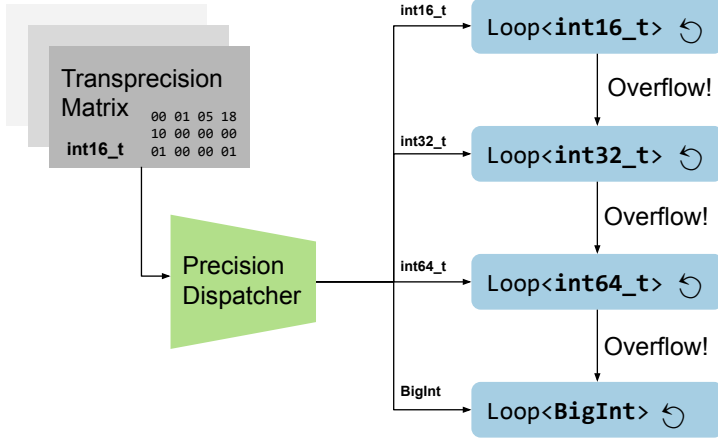 Transprecision
Matrix
int16_t
00 01 05 18
10 00 00 00
01 00 00 01
Precision
Dispatcher
int16_t
Loop<int16_t>
Overflow!
int32_t
Loop<int32_t>
Overflow!
int64_t
Loop<int64_t>
Overflow!
BigInt
Loop<BigInt>